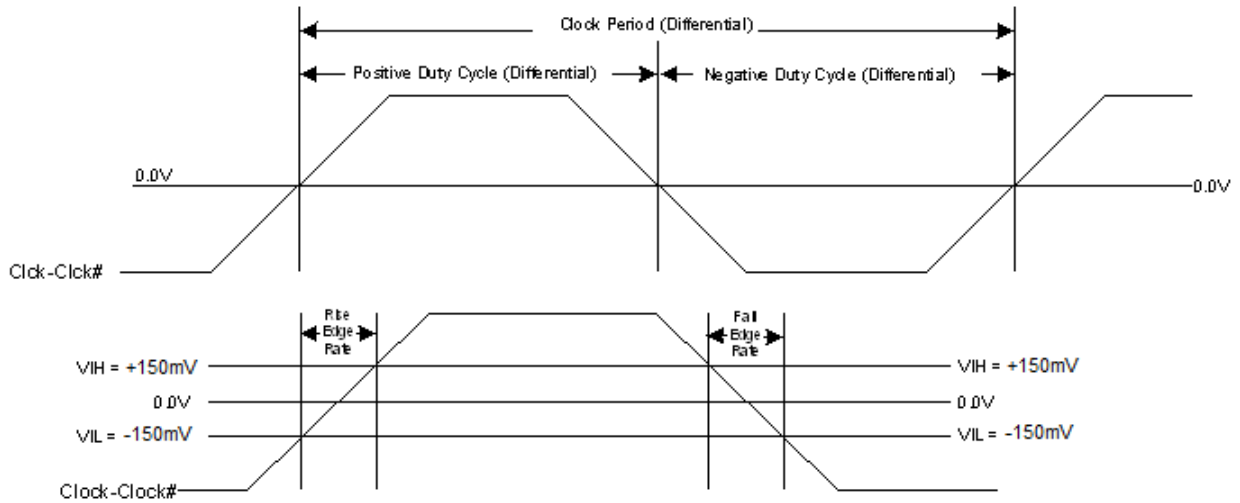 Clock Period (Differential)
Positive Duty Cycle (Differential)
Negative Duty Cycle (Differential)
0.0V
0.0V
Clck-Clck#
Rise
Edge
Rate
Fall
Edge
Rate
VIH = +150mV
VIH = +150mV
0.0V
0.0V
VIL = -150mV
VIL = -150mV
Clock-Clock#